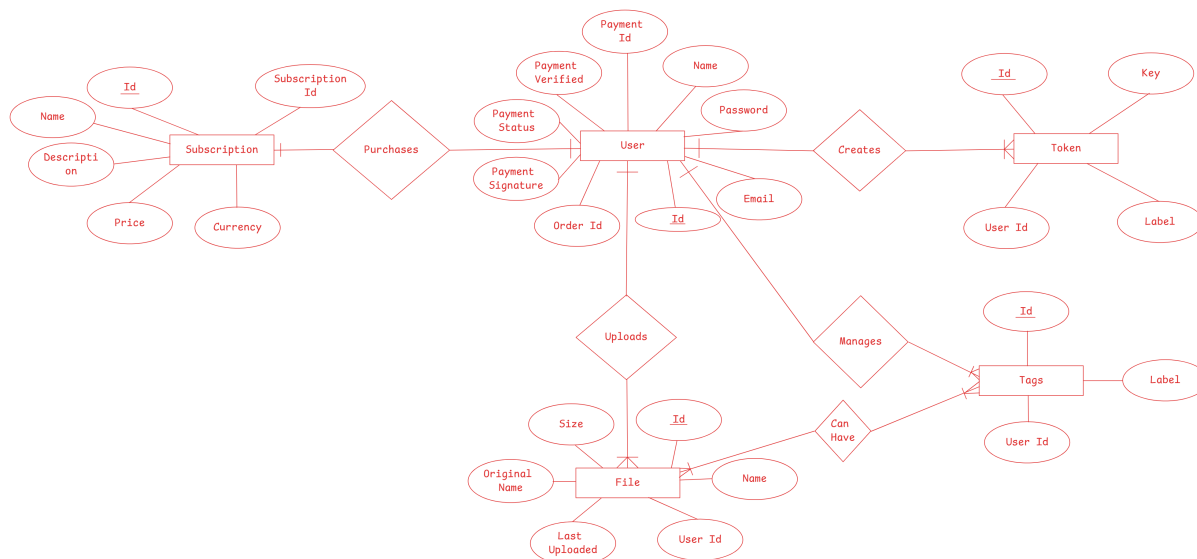 Payment
Id
Payment
Verified
Name
Id
Subscription
Id
Id
Key
Name
Payment
Status
Password
Subscription
Purchases
User
Creates
Token
Descripti
on
Payment
Signature
Email
Price
Currency
Order Id
Id
User Id
Label
Id
Uploads
Manages
Tags
Label
Size
Id
Can
Have
User Id
Original
Name
File
Name
Last
Uploaded
User Id